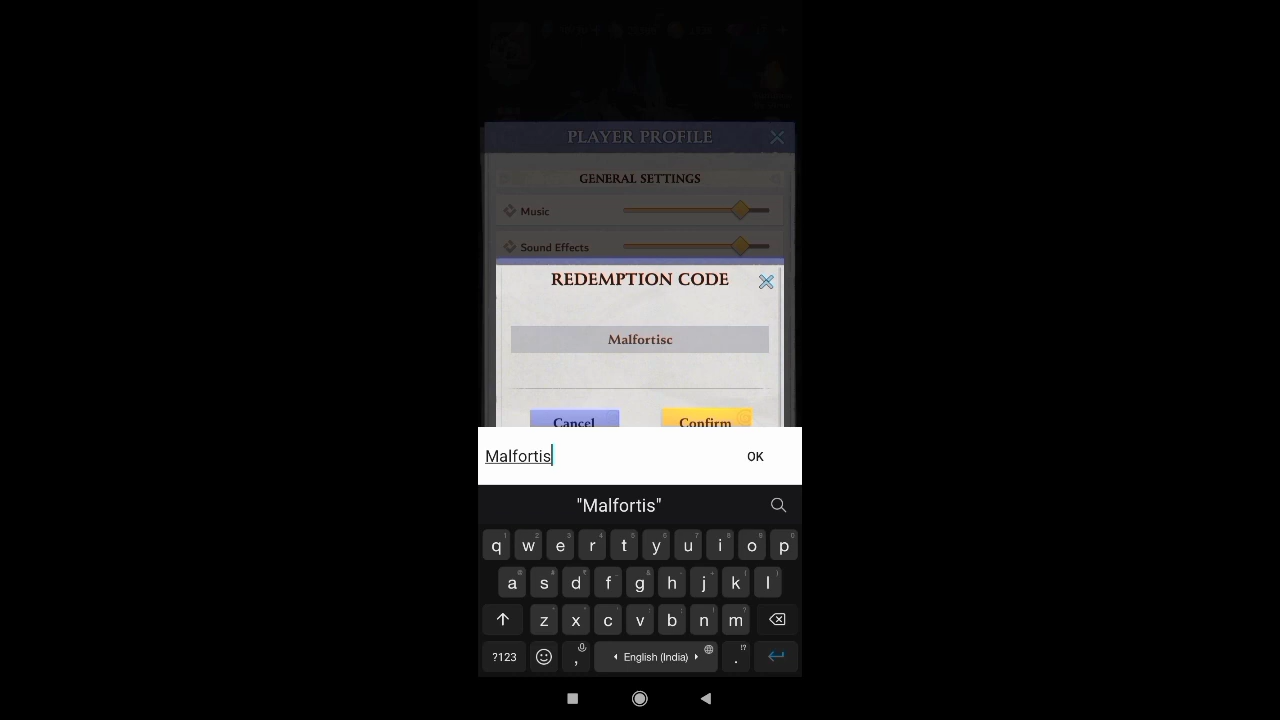 PLAYER PROFILE
GENERAL SETTINGS
Music
Sound Effects
REDEMPTION CODE
Malfortisc
Cancel
Confirm
Malfortis
OK
"Malfortis"
q w e r t y u i o p
a s d f g h j k l
z x c v b n m
?123 , English (India) .